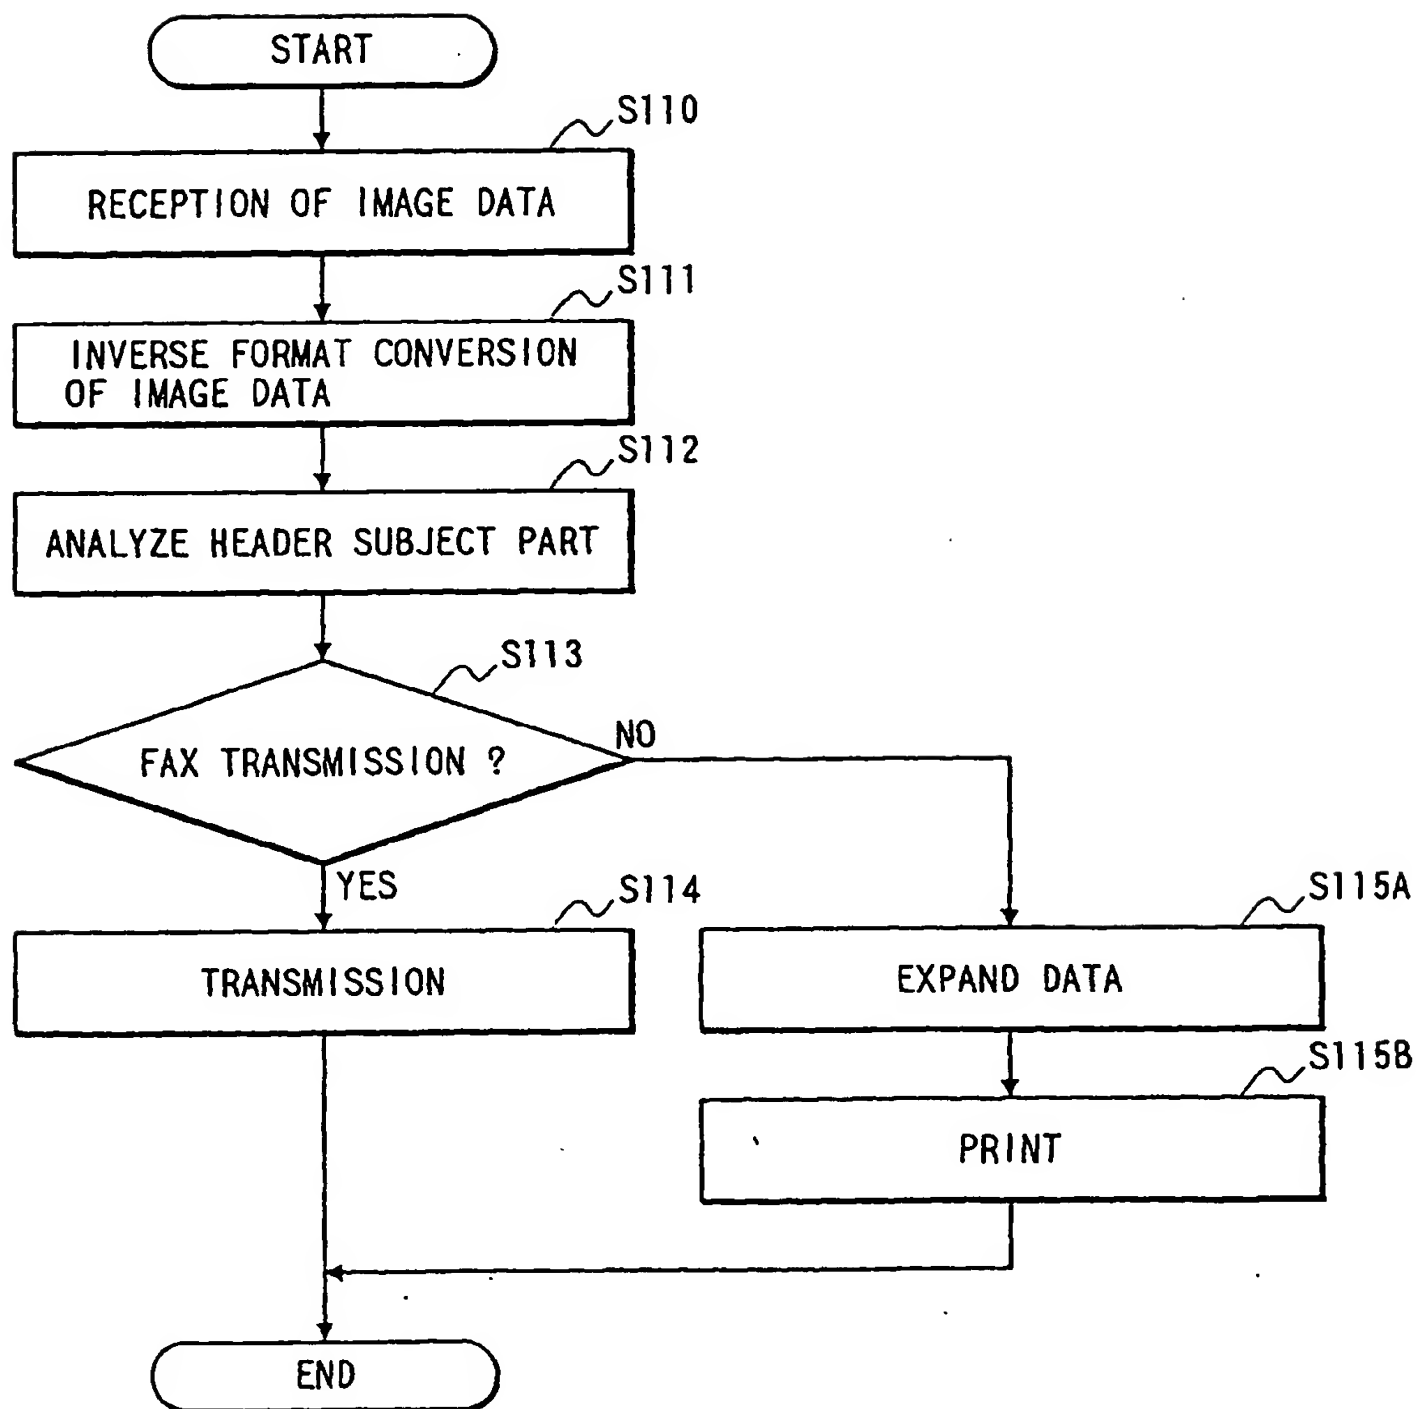 START
S110
RECEPTION OF IMAGE DATA
S111
INVERSE FORMAT CONVERSION
OF IMAGE DATA
S112
ANALYZE HEADER SUBJECT PART
S113
FAX TRANSMISSION ?
NO
YES
S114
TRANSMISSION
S115A
EXPAND DATA
S115B
PRINT
END